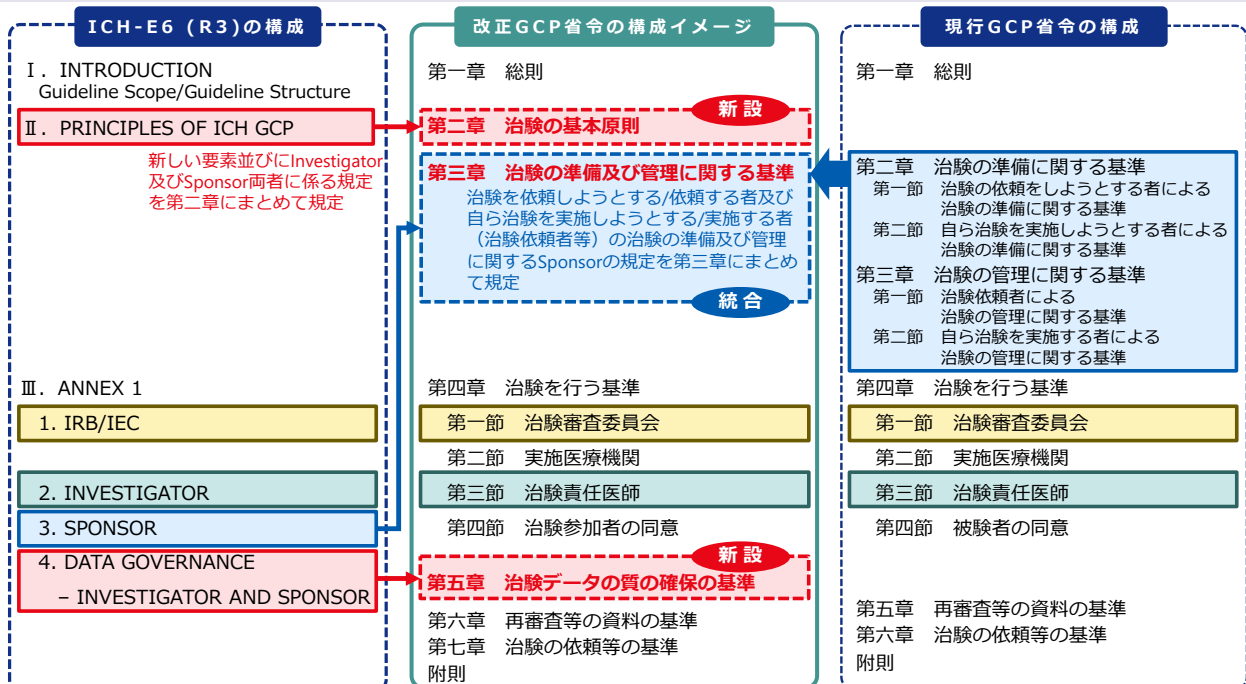 ICH-E6 (R3)の構成
Ⅰ. INTRODUCTION
Guideline Scope/Guideline Structure
Ⅱ. PRINCIPLES OF ICH GCP
新しい要素並びにInvestigator
及びSponsor両者に係る規定
を第二章にまとめて規定
Ⅲ. ANNEX 1
1. IRB/IEC
2. INVESTIGATOR
3. SPONSOR
4. DATA GOVERNANCE
– INVESTIGATOR AND SPONSOR
改正GCP省令の構成イメージ
第一章 総則
新設
第二章 治験の基本原則
第三章 治験の準備及び管理に関する基準
治験を依頼しようとする/依頼する者及び
自ら治験を実施しようとする/実施する者
(治験依頼者等)の治験の準備及び管理
に関するSponsorの規定を第三章にまとめ
て規定
統合
第四章 治験を行う基準
第一節 治験審査委員会
第二節 実施医療機関
第三節 治験責任医師
第四節 治験参加者の同意
新設
第五章 治験データの質の確保の基準
第六章 再審査等の資料の基準
第七章 治験の依頼等の基準
附則
現行GCP省令の構成
第一章 総則
第二章 治験の準備に関する基準
第一節 治験の依頼をしようとする者による
治験の準備に関する基準
第二節 自ら治験を実施しようとする者による
治験の準備に関する基準
第三章 治験の管理に関する基準
第一節 治験依頼者による
治験の管理に関する基準
第二節 自ら治験を実施する者による
治験の管理に関する基準
第四章 治験を行う基準
第一節 治験審査委員会
第二節 実施医療機関
第三節 治験責任医師
第四節 被験者の同意
第五章 再審査等の資料の基準
第六章 治験の依頼等の基準
附則